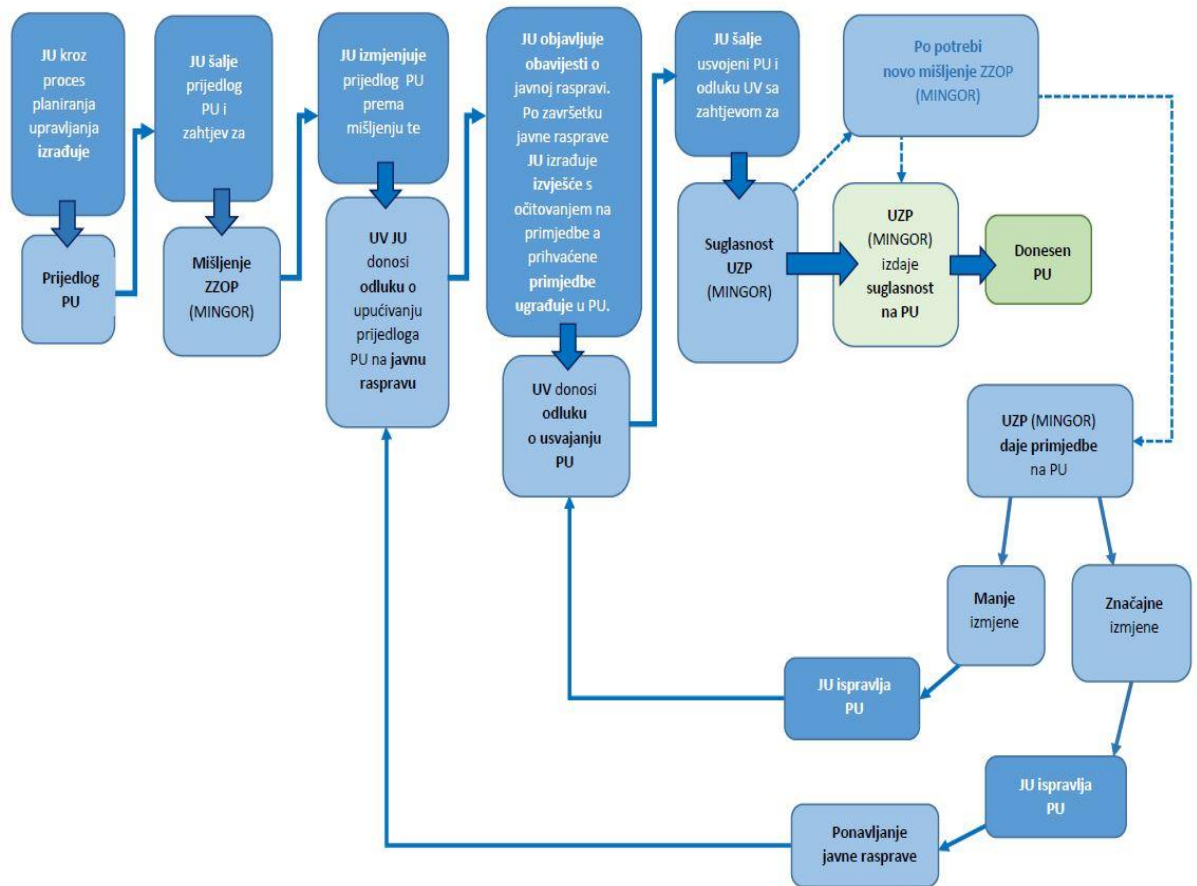 JU kroz
proces
planiranja
upravljanja
izrađuje
Prijedlog
PU
JU šalje
prijedlog
PU i
zahtjev za
Mišljenje
ZZOP
(MINGOR)
JU izmjenjuje
prijedlog PU
prema
mišljenju te
UV JU
donosi
odluku o
upućivanju
prijedloga
PU na javnu
raspravu
JU objavljuje
obavijesti o
javnoj raspravi.
Po završetku
javne rasprave
JU izrađuje
izvješće s
očitovanjem na
primjedbe a
prihvaćene
primjedbe
ugrađuje u PU.
UV donosi
odluku
o usvajanju
PU
JU šalje
usvojeni PU i
odluku UV sa
zahtjevom za
Suglasnost
UZP
(MINGOR)
Po potrebi
novo mišljenje ZZOP
(MINGOR)
UZP
(MINGOR)
izdaje
suglasnost
na PU
Donesen
PU
UZP (MINGOR)
daje primjedbe
na PU
Manje
izmjene
Značajne
izmjene
JU ispravlja
PU
JU ispravlja
PU
Ponavljanje
javne rasprave